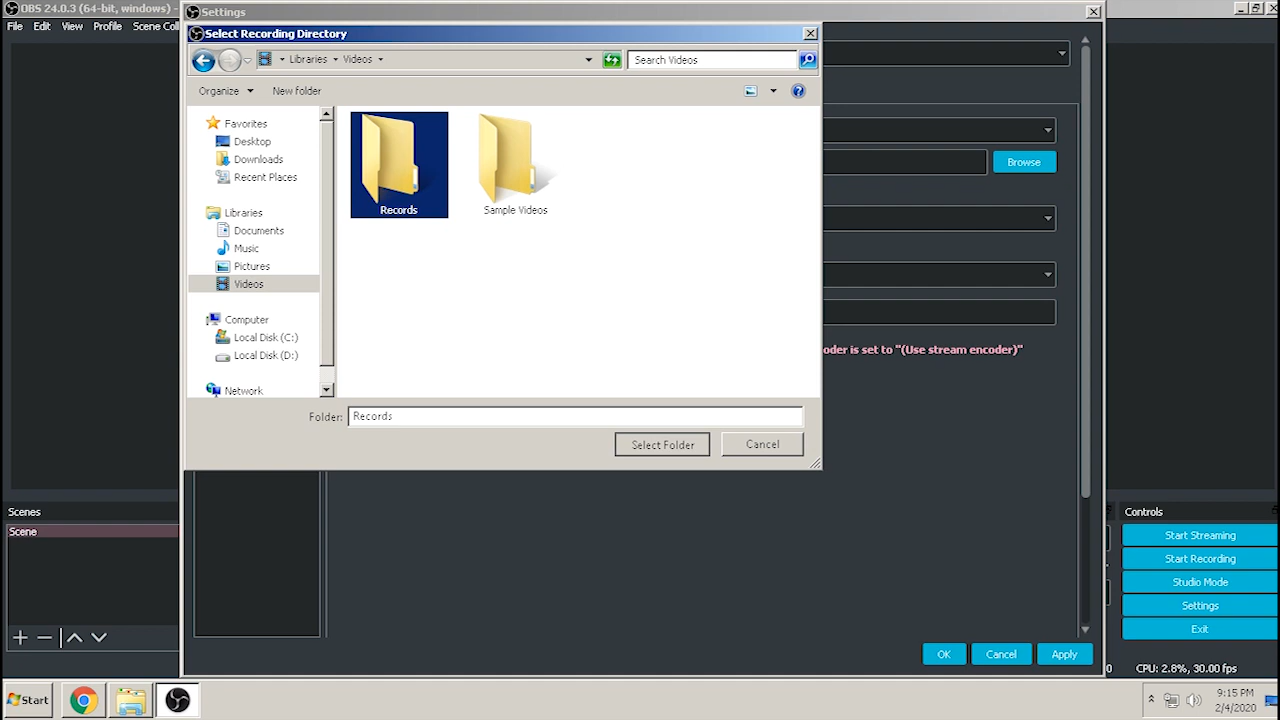 OBS 24.0.3 (64-bit, windows) -
Settings
File Edit View Profile Scene Col
Select Recording Directory
Libraries Videos
Search Videos
Organize New folder
Favorites
Desktop
Downloads
Recent Places
Libraries
Documents
Music
Pictures
Videos
Computer
Local Disk (C:)
Local Disk (D:)
Network
Records
Sample Videos
Browse
oder is set to "(Use stream encoder)"
Folder: Records
Select Folder Cancel
Scenes
Scene
Controls
Start Streaming
Start Recording
Studio Mode
Settings
Exit
OK Cancel Apply
0 CPU: 2.8%, 30.00 fps
Start
9:15 PM
2/4/2020